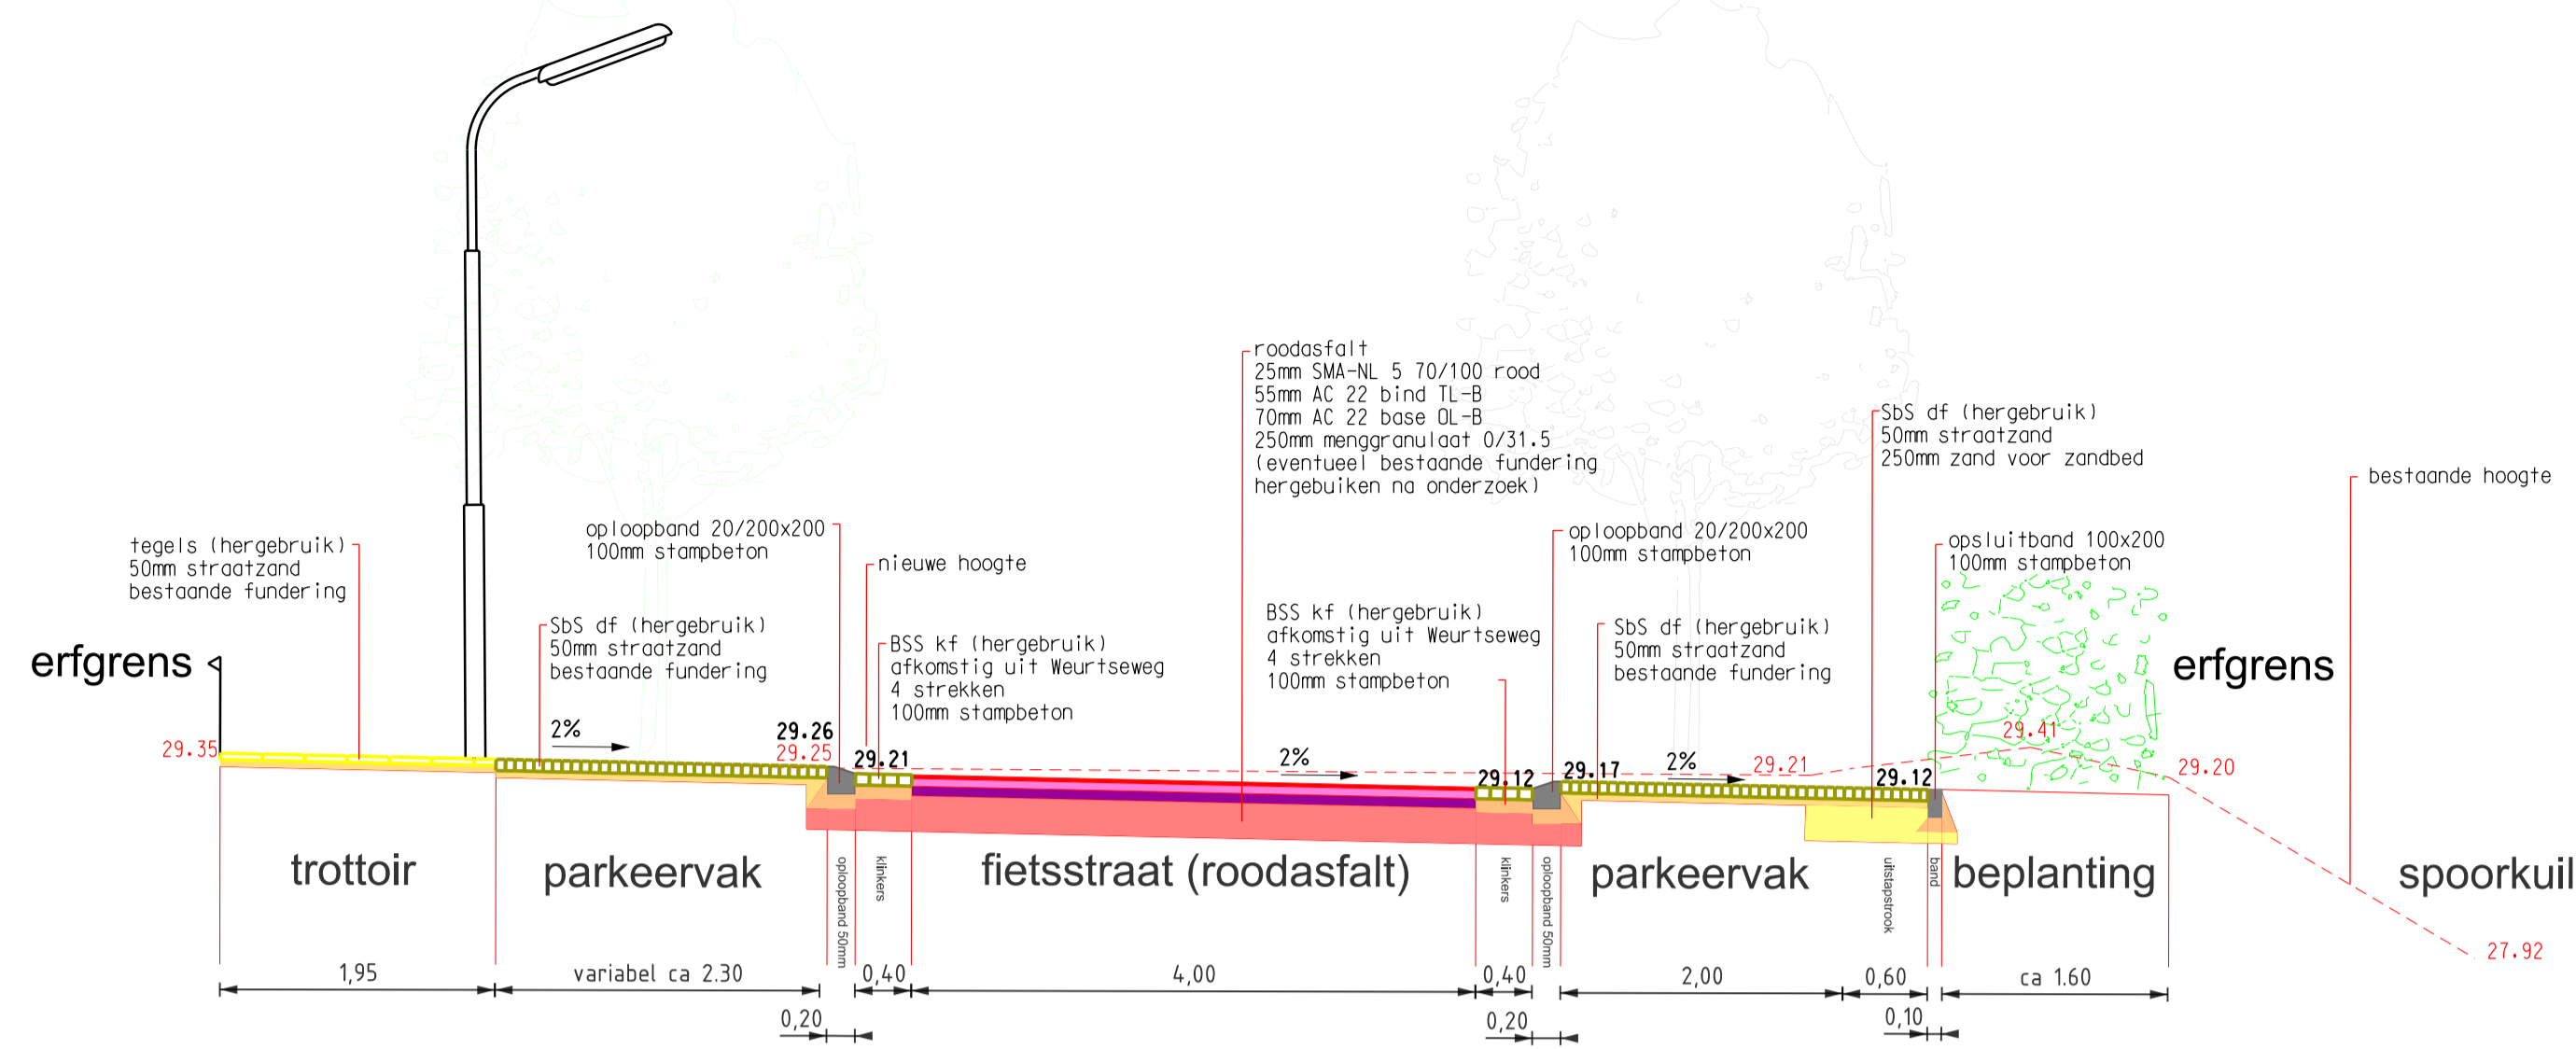 roodasfalt
25mm SMA-NL 5 70/100 rood
55mm AC 22 bind TL-B
70mm AC 22 base OL-B
250mm menggranulaat 0/31.5
(eventueel bestaande fundering
hergebuiken na onderzoek)
SbS df (hergebruik)
50mm straatzand
250mm zand voor zandbed
bestaande hoogte
oploopband 20/200x200
100mm stampbeton
oploopband 20/200x200
100mm stampbeton
opsluitband 100x200
100mm stampbeton
tegels (hergebruik)
50mm straatzand
bestaande fundering
nieuwe hoogte
SbS df (hergebruik)
50mm straatzand
bestaande fundering
BSS kf (hergebruik)
afkomstig uit Weurtseweg
4 strekken
100mm stampbeton
BSS kf (hergebruik)
afkomstig uit Weurtseweg
4 strekken
100mm stampbeton
SbS df (hergebruik)
50mm straatzand
bestaande fundering
erfgrens
erfgrens
29.35
2%
29.26
29.25
29.21
2%
29.12
29.17
2%
29.21
29.12
29.41
29.20
trottoir
parkeervak
oploopband 50mm
klinkers
fietsstraat (roodasfalt)
klinkers
oploopband 50mm
parkeervak
uitstapstrook
band
beplanting
spoorkuil
27.92
1,95
variabel ca 2.30
0,40
4,00
0,40
2,00
0,60
ca 1.60
0,20
0,20
0,10